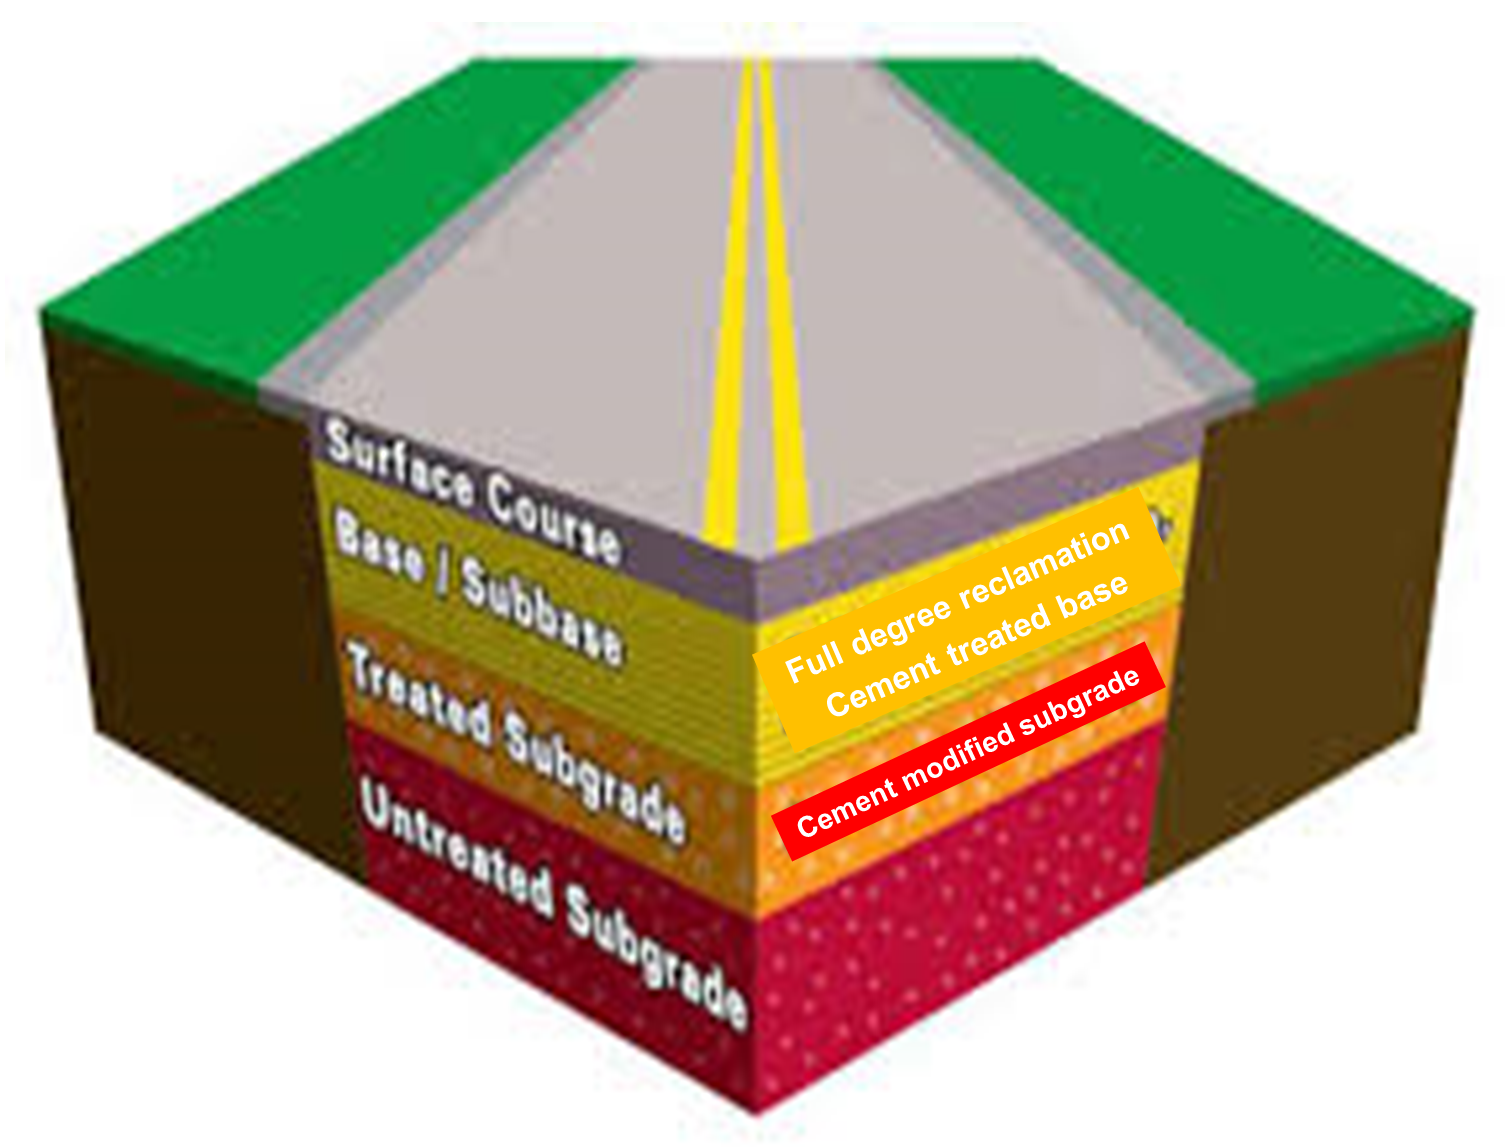 Surface Course
Base / Subbase
Treated Subgrade
Untreated Subgrade
Full degree reclamation
Cement treated base
Cement modified subgrade